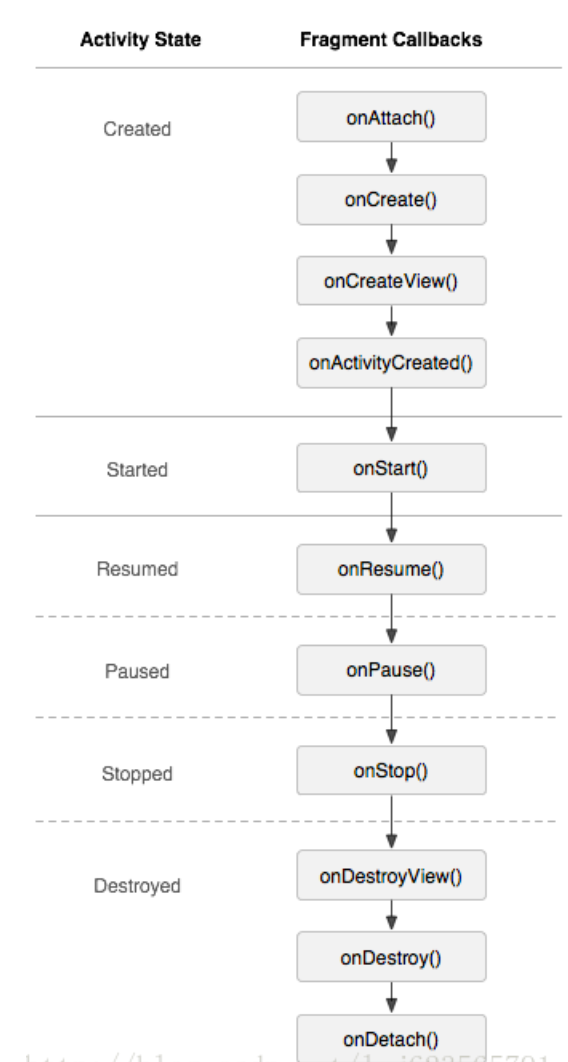 Activity State Fragment Callbacks
Created
onAttach()
onCreate()
onCreateView()
onActivityCreated()
Started onStart()
Resumed onResume()
Paused onPause()
Stopped onStop()
Destroyed
onDestroyView()
onDestroy()
onDetach()